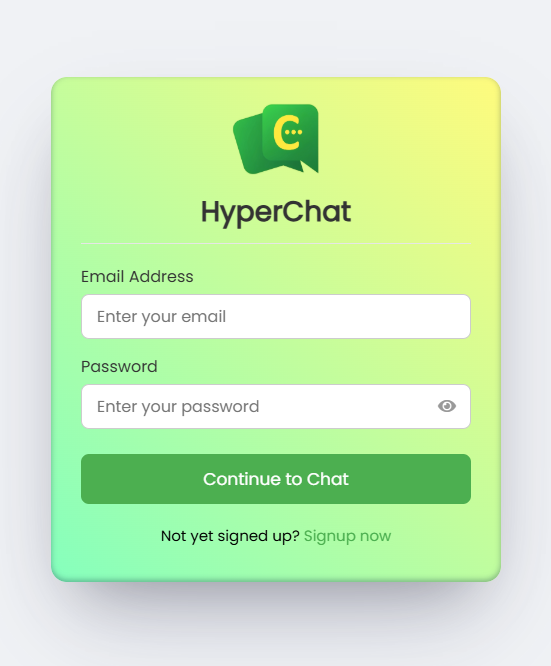 C
HyperChat
Email Address
Enter your email
Password
Enter your password
Continue to Chat
Not yet signed up? Signup now